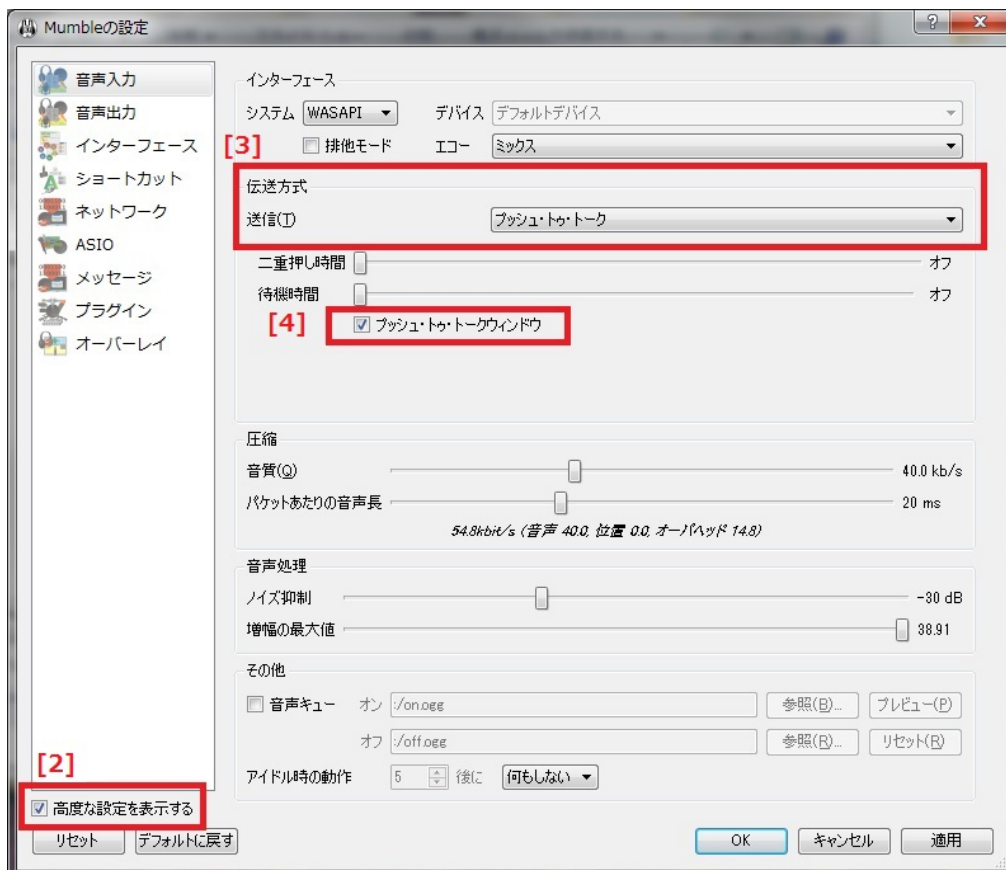 Mumbleの設定
音声入力
音声出力
インターフェース
ショートカット
ネットワーク
ASIO
メッセージ
プラグイン
オーバーレイ
[2]
高度な設定を表示する
リセット デフォルトに戻す
インターフェース
システム WASAPI デバイス デフォルトデバイス
[3] 排他モード エコー ミックス
伝送方式
送信(T) プッシュ・トゥ・トーク
二重押し時間 オフ
待機時間 オフ
[4] プッシュ・トゥ・トークウィンドウ
圧縮
音質(Q) 40.0 kb/s
パケットあたりの音声長 20 ms
54.8kbit/s (音声 40.0, 位置 0.0, オーバヘッド 14.8)
音声処理
ノイズ抑制 -30 dB
増幅の最大値 38.91
その他
音声キュー オン :/on.ogg 参照(B)... プレビュー(P)
オフ :/off.ogg 参照(R)... リセット(R)
アイドル時の動作 5 後に 何もしない
OK キャンセル 適用